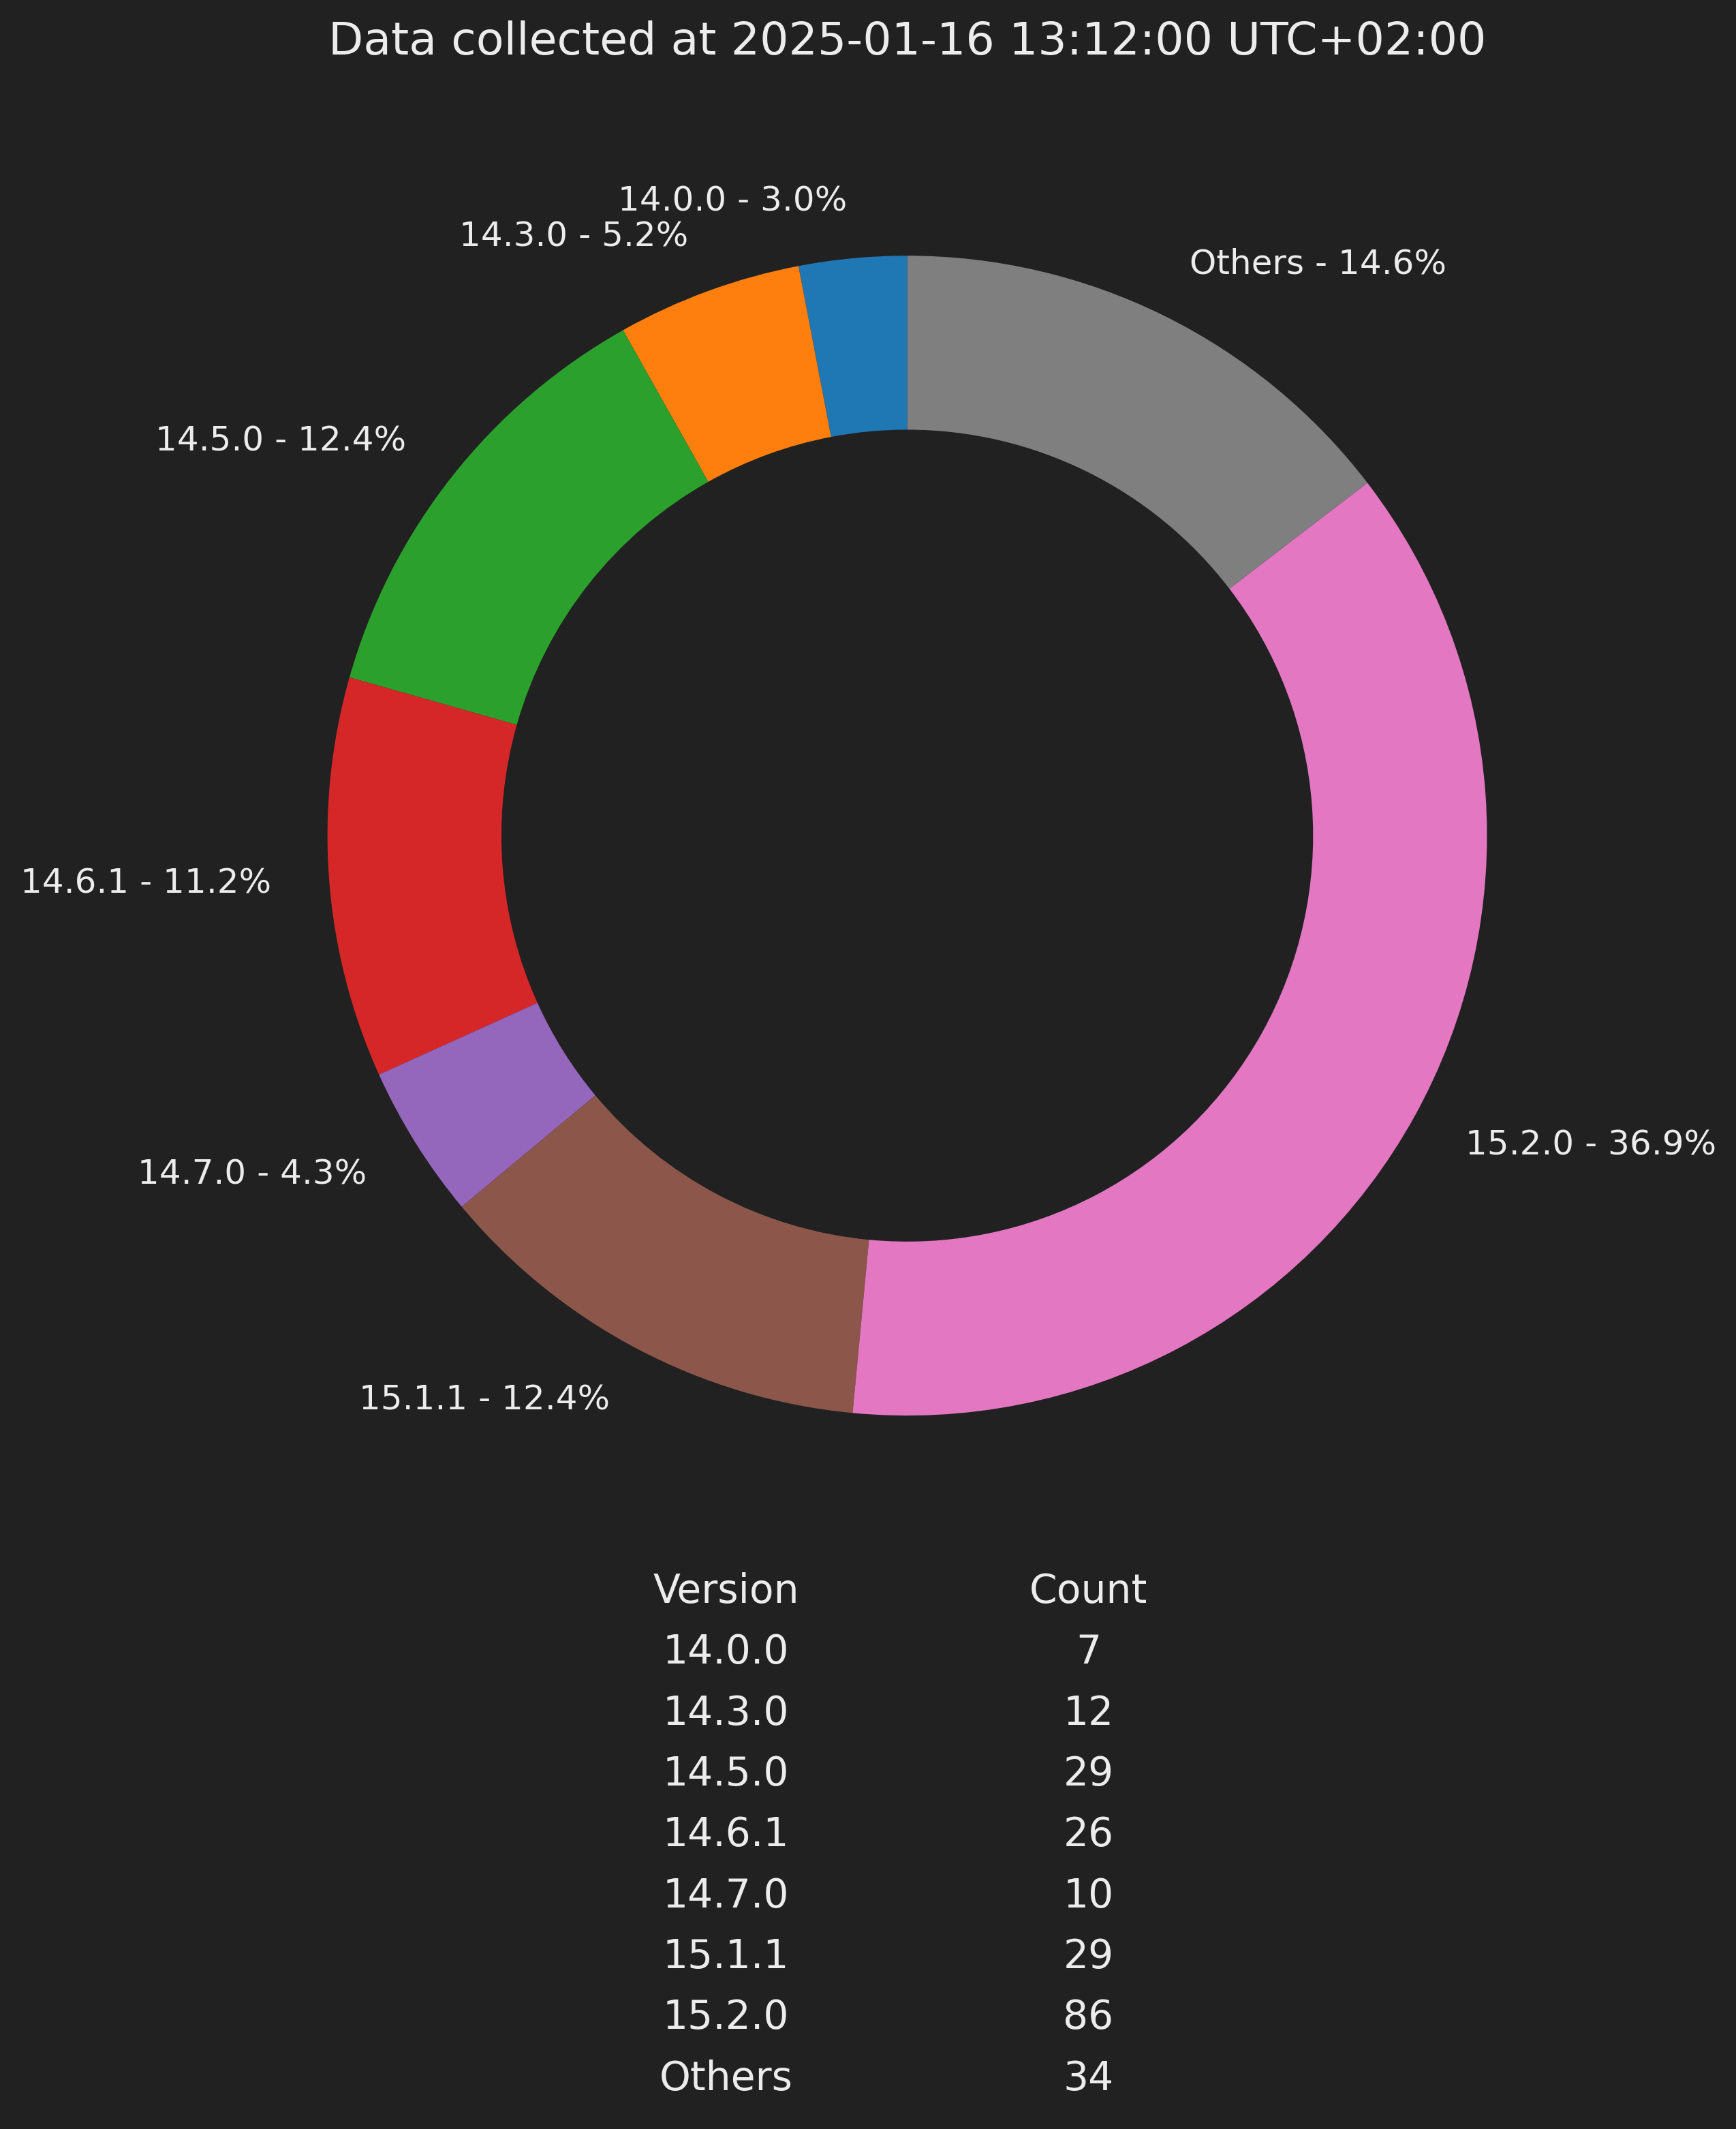 Data collected at 2025-01-16 13:12:00 UTC+02:00
14.0.0 - 3.0%
14.3.0 - 5.2%
Others - 14.6%
14.5.0 - 12.4%
14.6.1 - 11.2%
15.2.0 - 36.9%
14.7.0 - 4.3%
15.1.1 - 12.4%
Version Count
14.0.0 7
14.3.0 12
14.5.0 29
14.6.1 26
14.7.0 10
15.1.1 29
15.2.0 86
Others 34